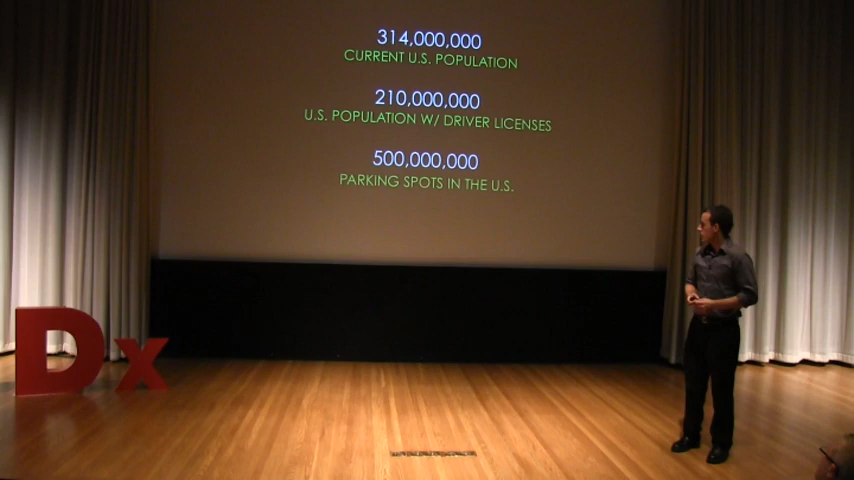 314,000,000
CURRENT U.S. POPULATION
210,000,000
U.S. POPULATION W/ DRIVER LICENSES
500,000,000
PARKING SPOTS IN THE U.S.
Dx